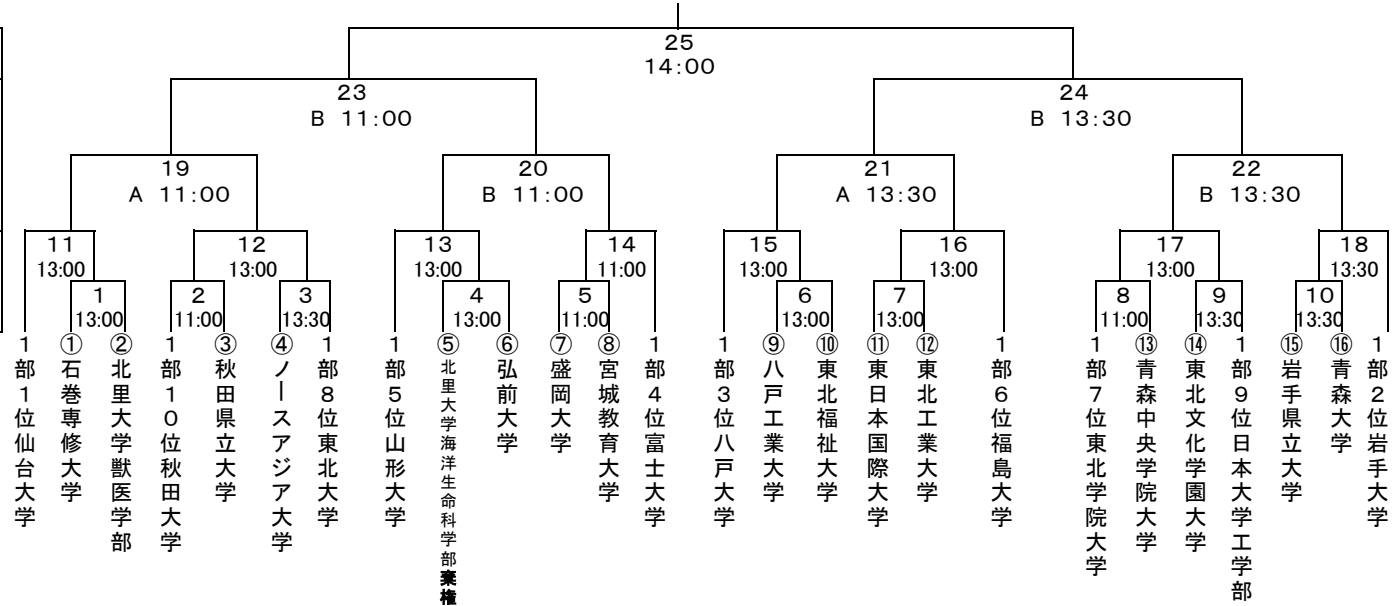 25
14:00
23
B 11:00
24
B 13:30
19
A 11:00
20
B 11:00
21
A 13:30
22
B 13:30
11
13:00
12
13:00
13
13:00
14
11:00
15
13:00
16
13:00
17
13:00
18
13:30
1
13:00
2
11:00
3
13:30
4
13:00
5
11:00
6
13:00
7
13:00
8
11:00
9
13:30
10
13:30
1部1位仙台大学
①石巻専修大学
②北里大学獣医学部
1部10位秋田大学
③秋田県立大学
④ノースアジア大学
1部8位東北大学
1部5位山形大学
⑤北里大学海洋生命科学部棄権
⑥弘前大学
⑦盛岡大学
⑧宮城教育大学
1部4位富士大学
1部3位八戸大学
⑨八戸工業大学
⑩東北福祉大学
⑪東日本国際大学
⑫東北工業大学
1部6位福島大学
1部7位東北学院大学
⑬青森中央学院大学
⑭東北文化学園大学
1部9位日本大学工学部
⑮岩手県立大学
⑯青森大学
1部2位岩手大学